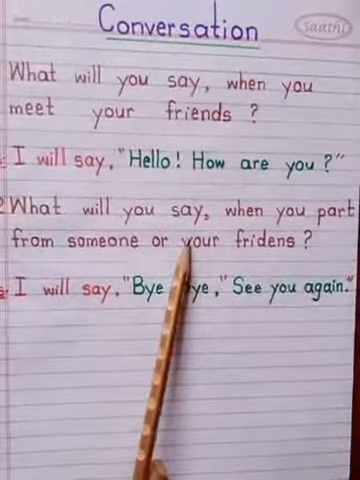 Conversation
Saathi
What will you say, when you
meet your friends ?
I will say, "Hello! How are you ?"
What will you say, when you part
from someone or your fridens ?
I will say, "Bye Bye," See you again."